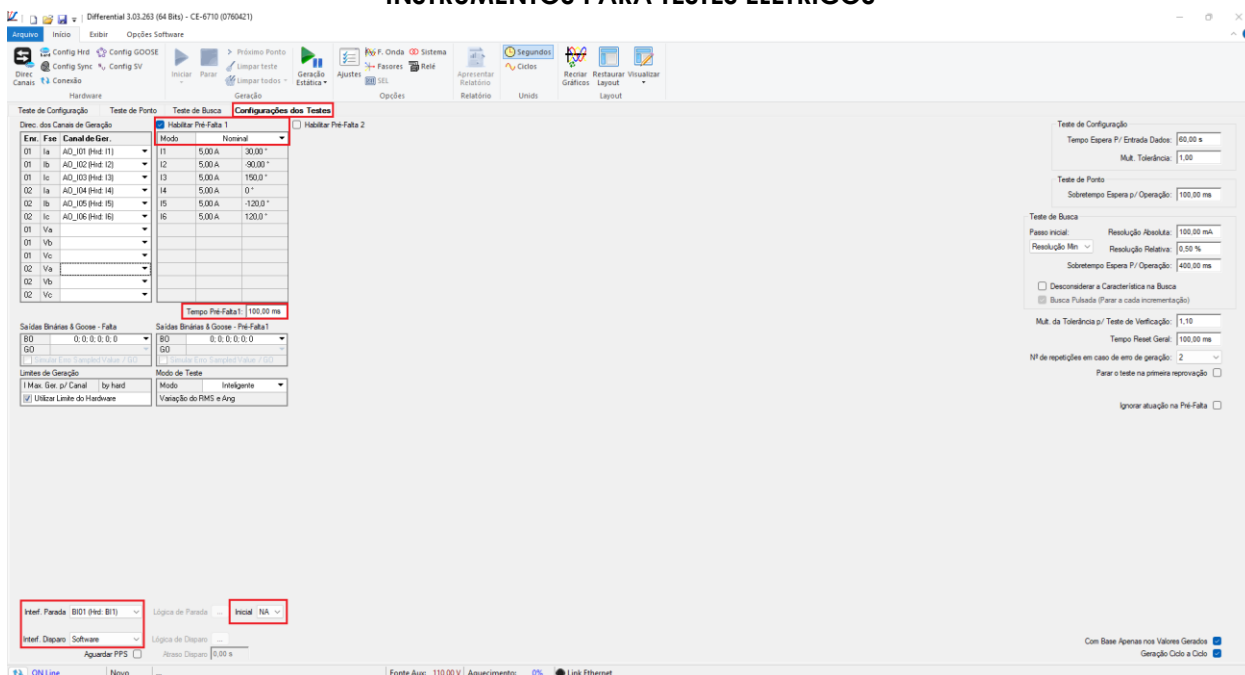 INSTRUMENTOS PARA TESTES ELÉTRICOS
Differential 3.03.263 (64 Bits) - CE-6710 (0760421)
Arquivo Início Exibir Opções Software
Direc Canais
Config Hrd Config GOOSE
Config Sync Config SV
Conexão
Hardware
Iniciar Parar
Próximo Ponto
Limpar teste
Limpar todos
Geração Estática
Geração
Ajustes
F. Onda Sistema
Fasores Relé
SEL
Opções
Apresentar Relatório
Relatório
Segundos
Ciclos
Unids
Recriar Gráficos
Restaurar Layout
Visualizar
Layout
Teste de Configuração Teste de Ponto Teste de Busca Configurações dos Testes
Direc. dos Canais de Geração
Enr. Fse Canal de Ger.
01 Ia AO_I01 (Hrd: I1)
01 Ib AO_I02 (Hrd: I2)
01 Ic AO_I03 (Hrd: I3)
02 Ia AO_I04 (Hrd: I4)
02 Ib AO_I05 (Hrd: I5)
02 Ic AO_I06 (Hrd: I6)
01 Va
01 Vb
01 Vc
02 Va
02 Vb
02 Vc
Habilitar Pré-Falta 1
Modo Nominal
I1 5,00 A 30,00 °
I2 5,00 A -90,00 °
I3 5,00 A 150,0 °
I4 5,00 A 0 °
I5 5,00 A -120,0 °
I6 5,00 A 120,0 °
Tempo Pré-Falta1: 100,00 ms
Habilitar Pré-Falta 2
Saídas Binárias & Goose - Falta
BO 0; 0; 0; 0; 0; 0
GO
Simular Erro Sampled Value / GO
Saídas Binárias & Goose - Pré-Falta1
BO 0; 0; 0; 0; 0; 0
GO
Simular Erro Sampled Value / GO
Limites de Geração
I Max. Ger. p/ Canal by hard
Utilizar Limite do Hardware
Modo de Teste
Modo Inteligente
Variação do RMS e Ang
Teste de Configuração
Tempo Espera P/ Entrada Dados: 60,00 s
Mult. Tolerância: 1,00
Teste de Ponto
Sobretempo Espera p/ Operação: 100,00 ms
Teste de Busca
Passo inicial: Resolução Absoluta: 100,00 mA
Resolução Min Resolução Relativa: 0,50 %
Sobretempo Espera P/ Operação: 400,00 ms
Desconsiderar a Característica na Busca
Busca Pulsada (Parar a cada incrementação)
Mult. da Tolerância p/ Teste de Verificação: 1,10
Tempo Reset Geral: 100,00 ms
Nº de repetições em caso de erro de geração: 2
Parar o teste na primeira reprovação
Ignorar atuação na Pré-Falta
Interf. Parada BI01 (Hrd: BI1) Lógica de Parada ... Inicial NA
Interf. Disparo Software Lógica de Disparo ...
Aguardar PPS Atraso Disparo 0,00 s
Com Base Apenas nos Valores Gerados
Geração Ciclo a Ciclo
ON Line Novo ... Fonte Aux: 110,00 V Aquecimento: 0% Link Ethernet